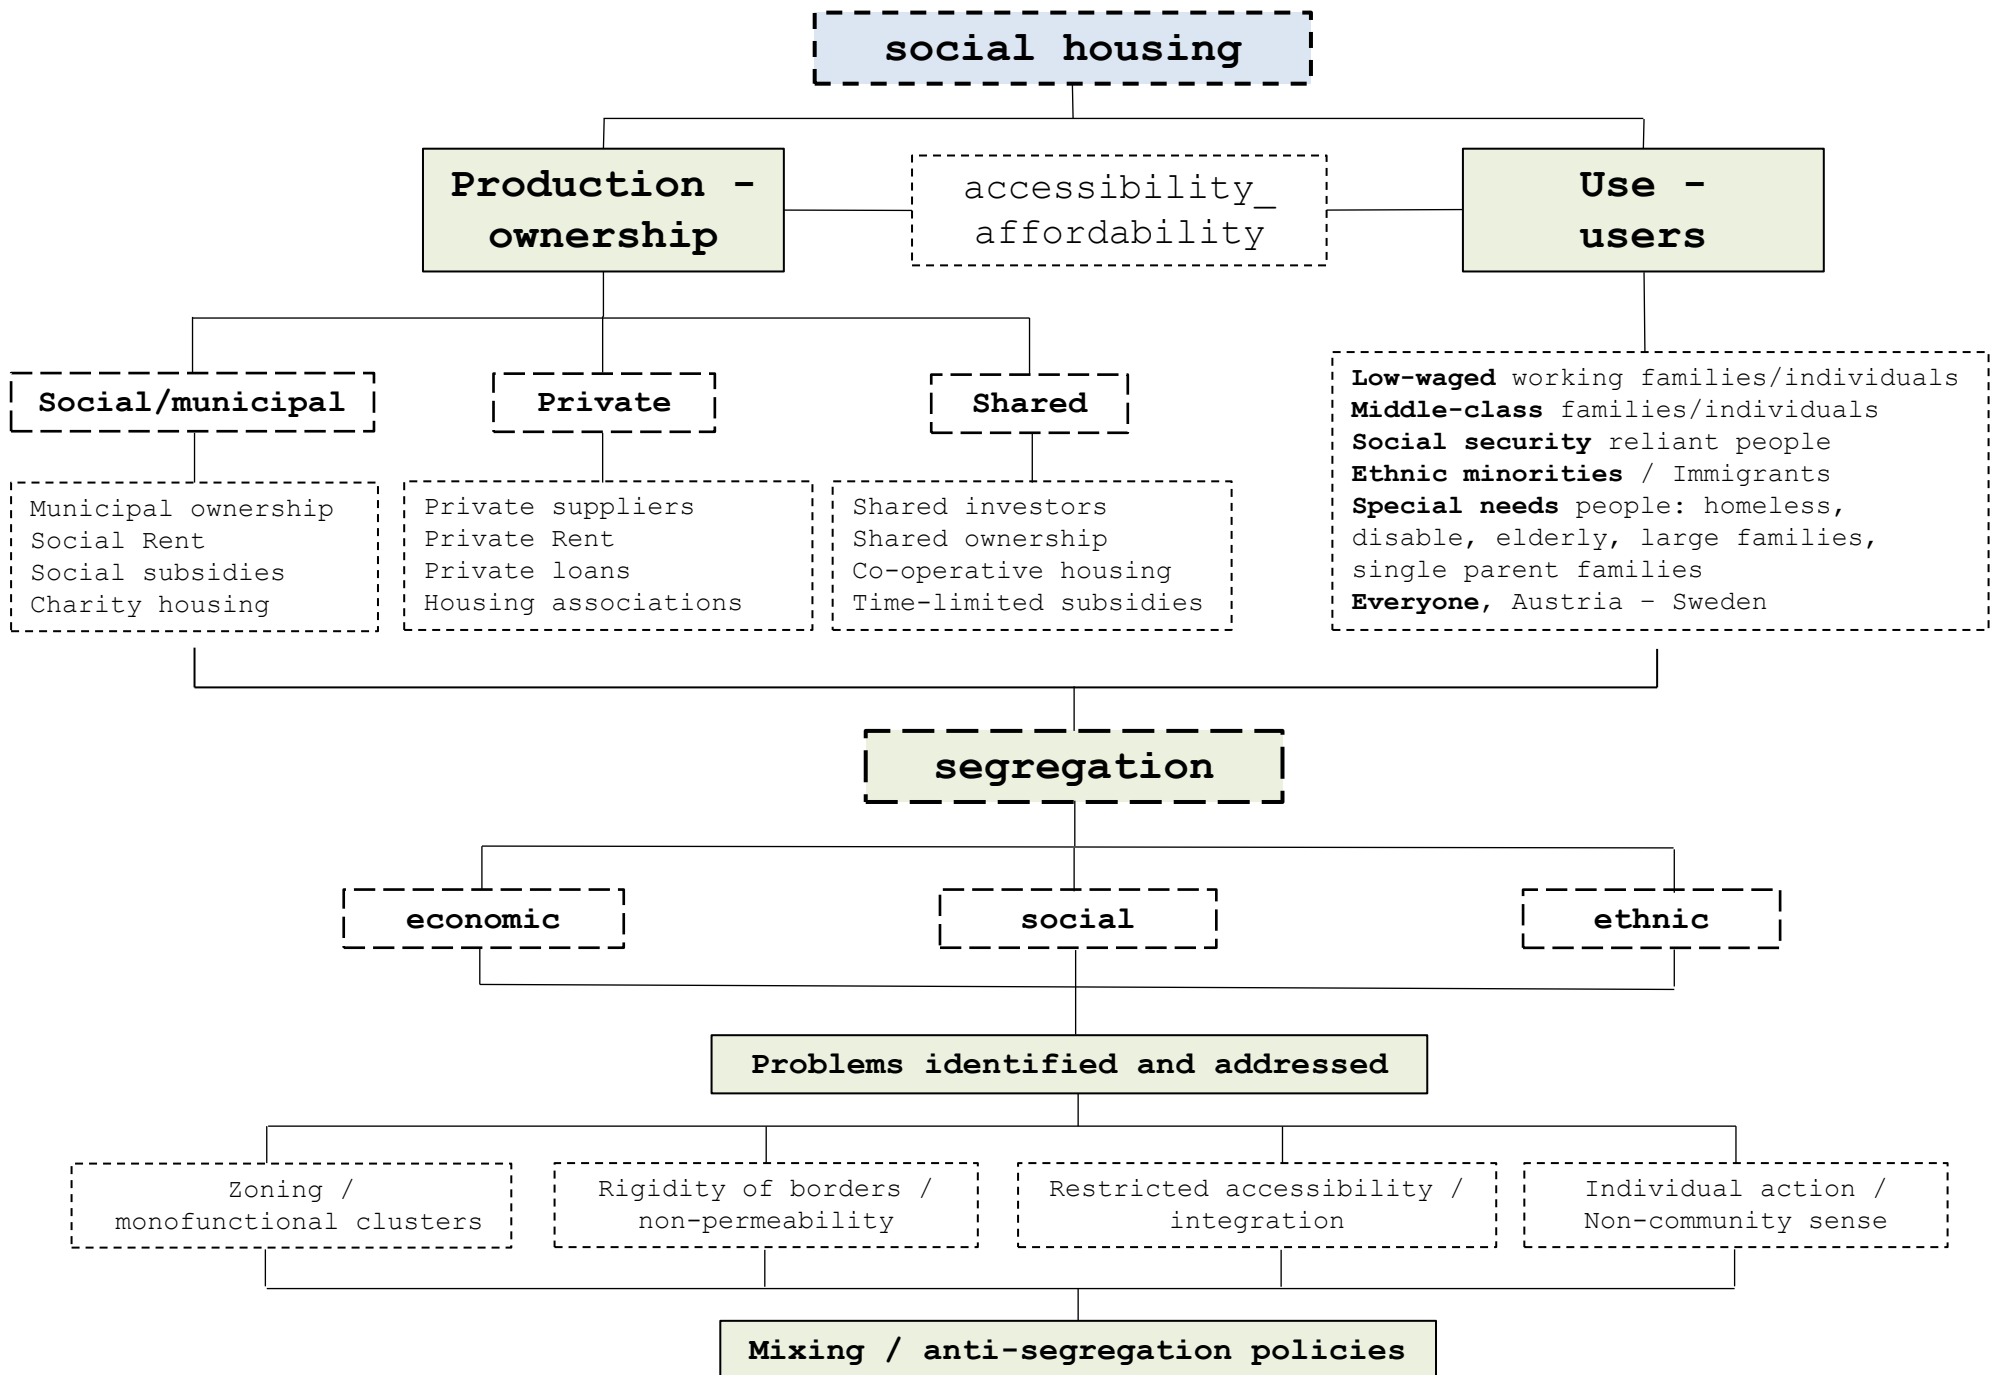 social housing
Production -
ownership
accessibility_
affordability
Use -
users
Social/municipal
Private
Shared
Municipal ownership
Social Rent
Social subsidies
Charity housing
Private suppliers
Private Rent
Private loans
Housing associations
Shared investors
Shared ownership
Co-operative housing
Time-limited subsidies
Low-waged working families/individuals
Middle-class families/individuals
Social security reliant people
Ethnic minorities / Immigrants
Special needs people: homeless,
disable, elderly, large families,
single parent families
Everyone, Austria – Sweden
segregation
economic
social
ethnic
Problems identified and addressed
Zoning /
monofunctional clusters
Rigidity of borders /
non-permeability
Restricted accessibility /
integration
Individual action /
Non-community sense
Mixing / anti-segregation policies